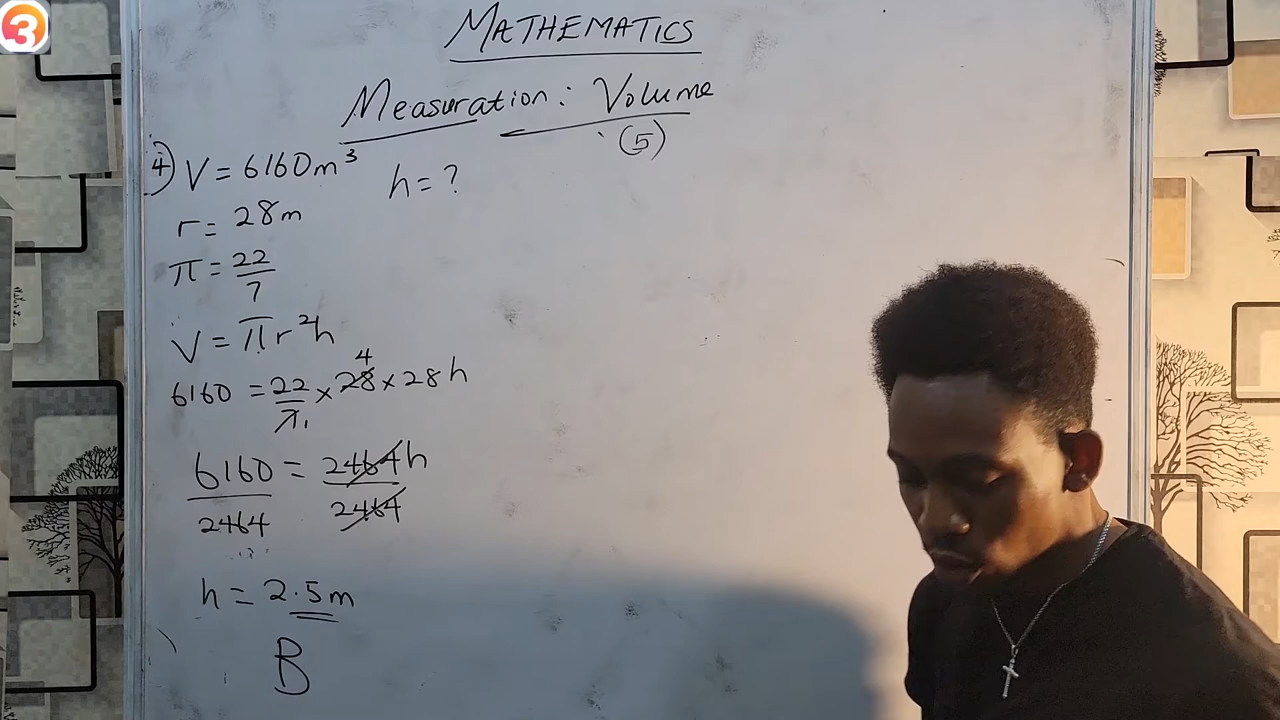 3
MATHEMATICS
Measuration: Volume
(5)
4) V = 6160m³ h = ?
r = 28m
π = 22/7
V = πr²h
4
6160 = 22/7 × 28 × 28h
1
6160/2464 = 2464h/2464
h = 2.5m
B